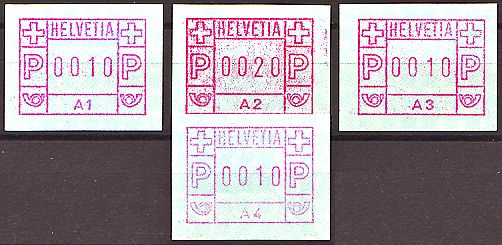 HELVETIA
P 0010 P
A1
HELVETIA
P 0020 P
A2
HELVETIA
P 0010 P
A3
HELVETIA
P 0010 P
A4